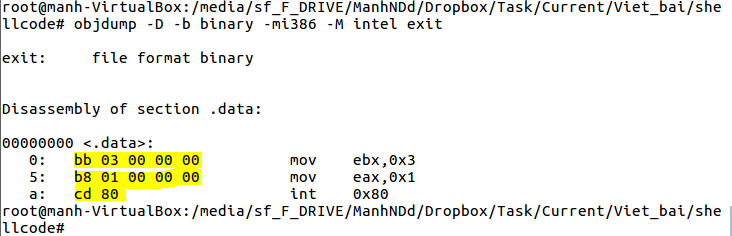 root@manh-VirtualBox:/media/sf_F_DRIVE/ManhNDd/Dropbox/Task/Current/Viet_bai/she
llcode# objdump -D -b binary -mi386 -M intel exit
exit:     file format binary
Disassembly of section .data:
00000000 <.data>:
   0:   bb 03 00 00 00          mov    ebx,0x3
   5:   b8 01 00 00 00          mov    eax,0x1
   a:   cd 80                   int    0x80
root@manh-VirtualBox:/media/sf_F_DRIVE/ManhNDd/Dropbox/Task/Current/Viet_bai/she
llcode#